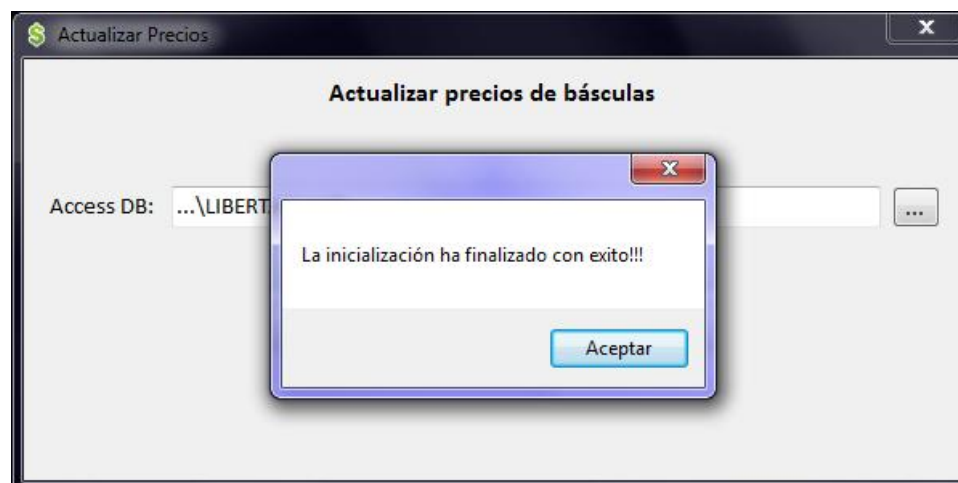 Actualizar Precios
Actualizar precios de básculas
Access DB: ...\LIBERT ...
La inicialización ha finalizado con exito!!!
Aceptar